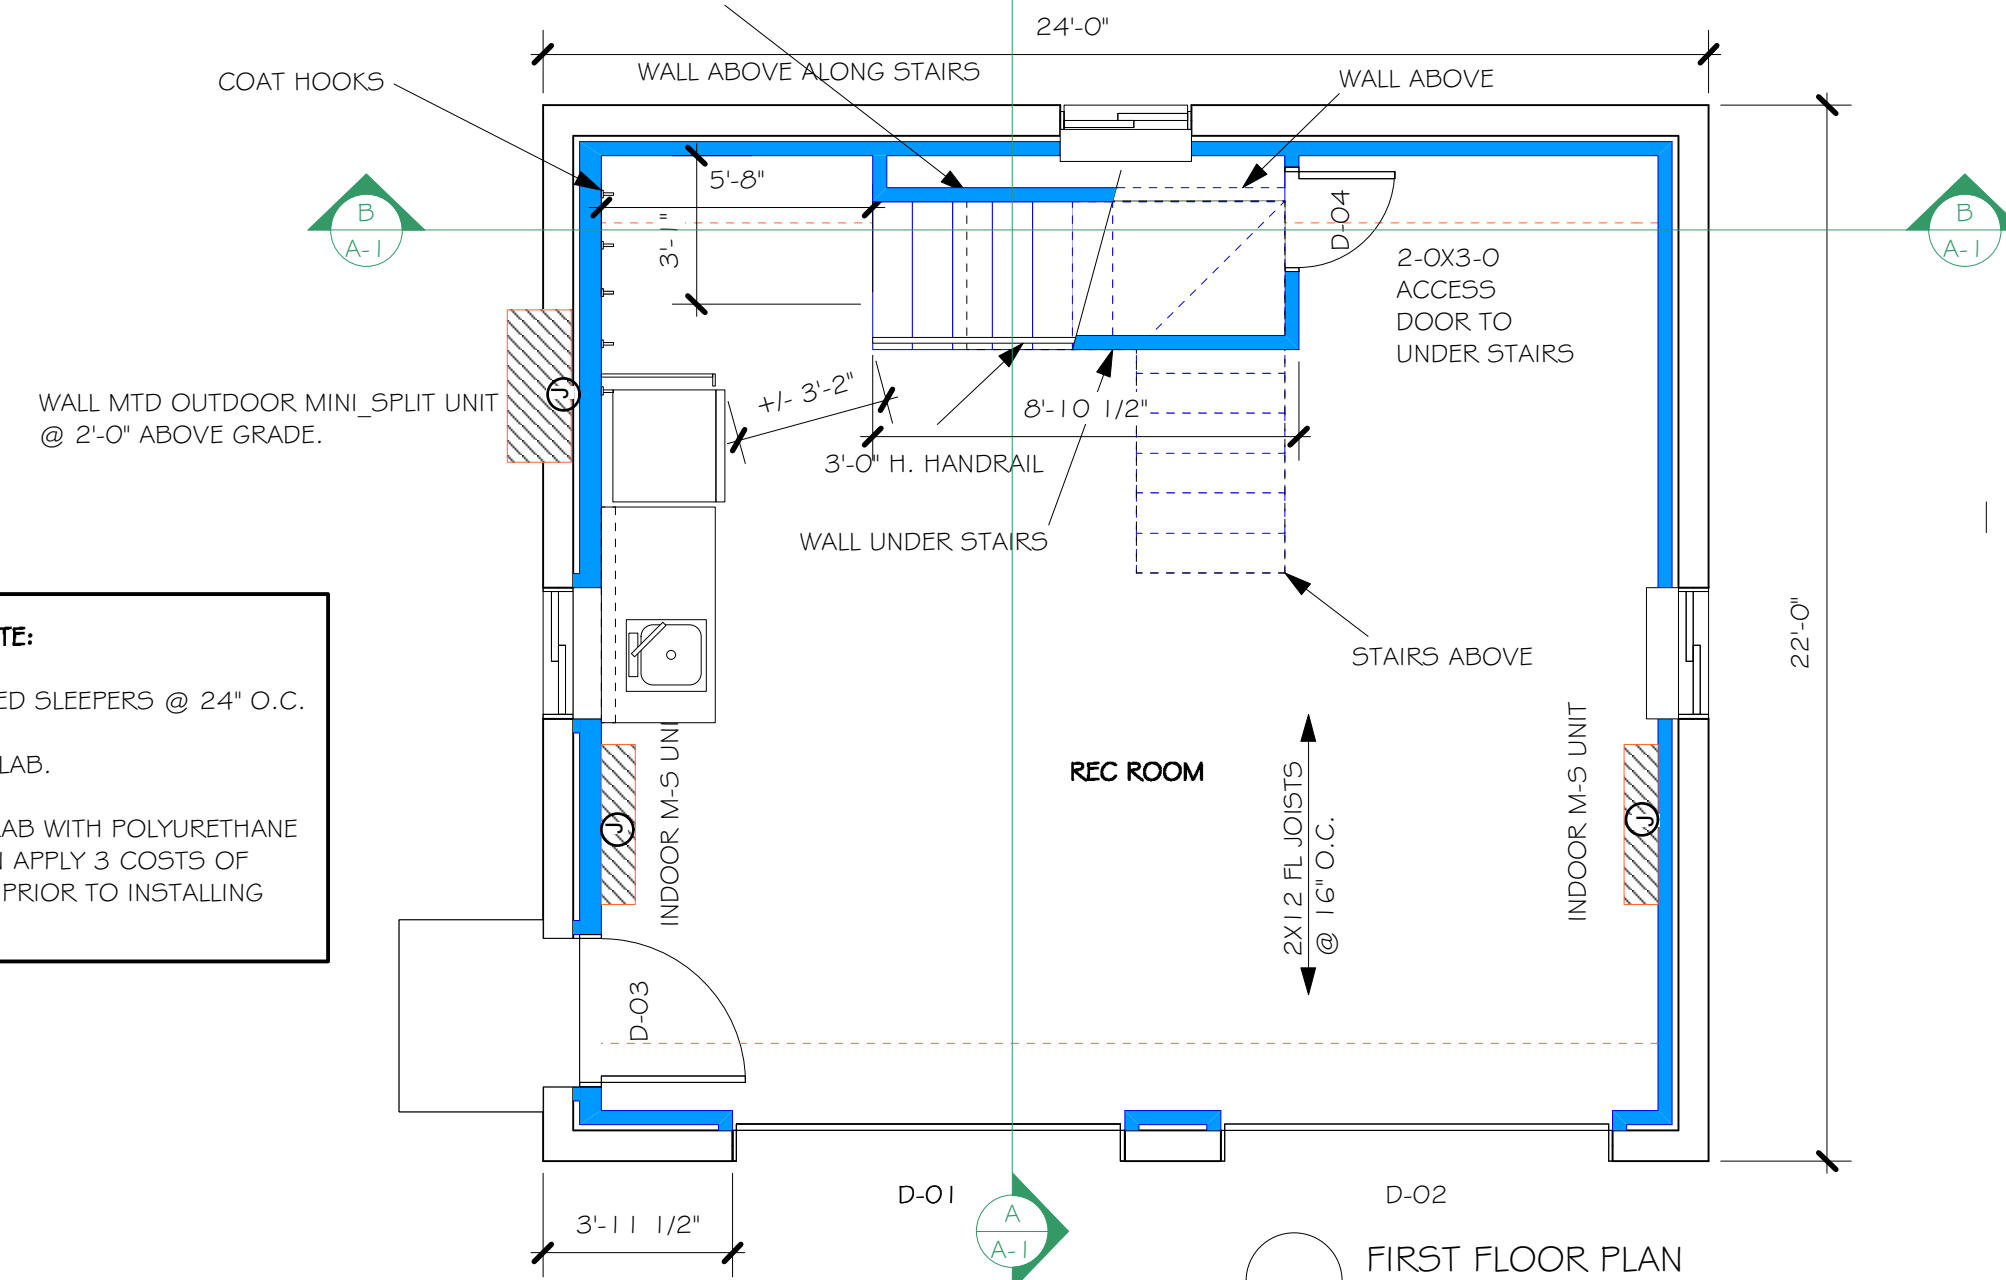 24'-0"
COAT HOOKS
WALL ABOVE ALONG STAIRS
WALL ABOVE
5'-8"
3'-1"
B
A-1
D-04
B
A-1
2-0X3-0
ACCESS
DOOR TO
UNDER STAIRS
WALL MTD OUTDOOR MINI_SPLIT UNIT
@ 2'-0" ABOVE GRADE.
J
+/- 3'-2"
8'-10 1/2"
3'-0" H. HANDRAIL
WALL UNDER STAIRS
STAIRS ABOVE
22'-0"
TE:
ED SLEEPERS @ 24" O.C.
LAB.
AB WITH POLYURETHANE
N APPLY 3 COSTS OF
PRIOR TO INSTALLING
INDOOR M-S UNI
J
REC ROOM
2X12 FL JOISTS
@ 16" O.C.
INDOOR M-S UNIT
J
D-03
D-01
D-02
3'-11 1/2"
A
A-1
FIRST FLOOR PLAN